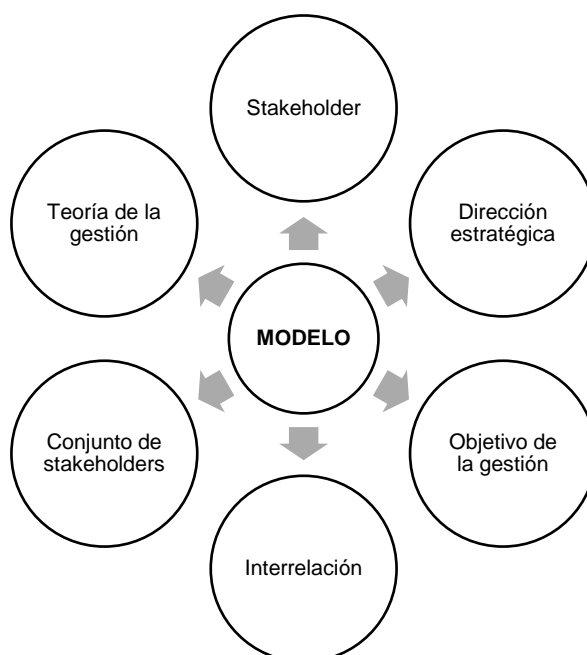 Stakeholder
Teoría de la
gestión
Dirección
estratégica
MODELO
Conjunto de
stakeholders
Objetivo de
la gestión
Interrelación